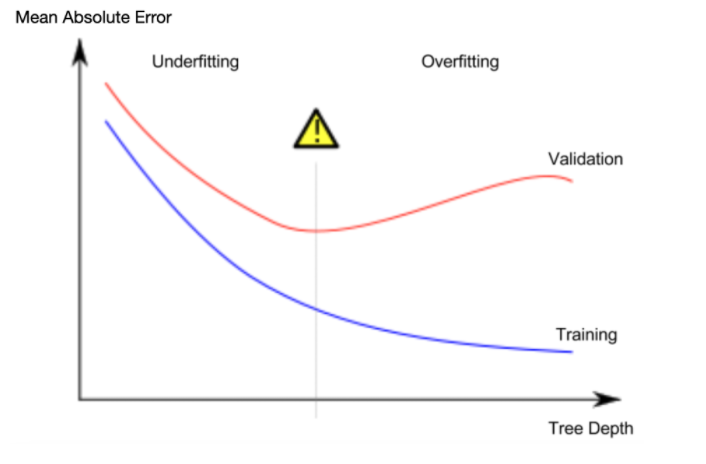 Mean Absolute Error
Underfitting
Overfitting
!
Validation
Training
Tree Depth